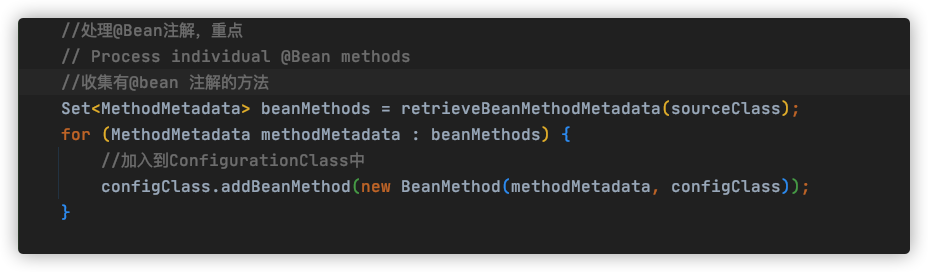 //处理@Bean注解，重点
// Process individual @Bean methods
//收集有@bean 注解的方法
Set<MethodMetadata> beanMethods = retrieveBeanMethodMetadata(sourceClass);
for (MethodMetadata methodMetadata : beanMethods) {
//加入到ConfigurationClass中
configClass.addBeanMethod(new BeanMethod(methodMetadata, configClass));
}